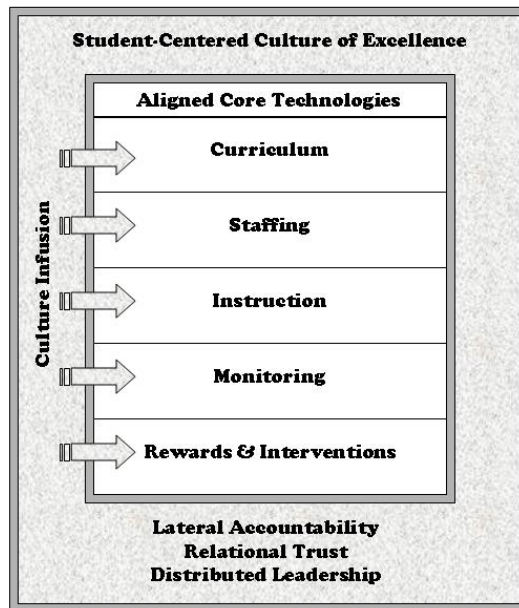 Student-Centered Culture of Excellence
Aligned Core Technologies
Culture Infusion
Curriculum
Staffing
Instruction
Monitoring
Rewards & Interventions
Lateral Accountability
Relational Trust
Distributed Leadership